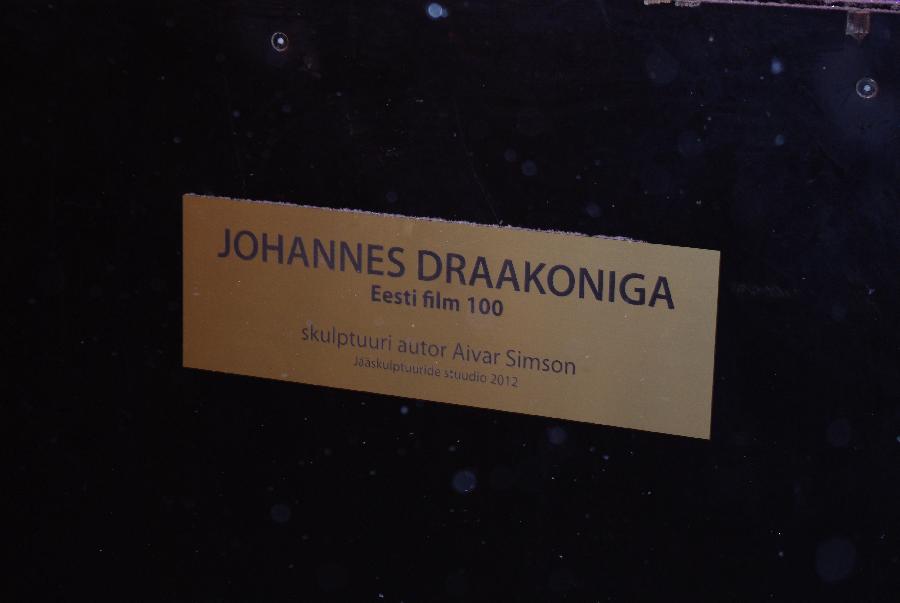 JOHANNES DRAAKONIGA
Eesti film 100
skulptuuri autor Aivar Simson
Jääskulptuuride stuudio 2012